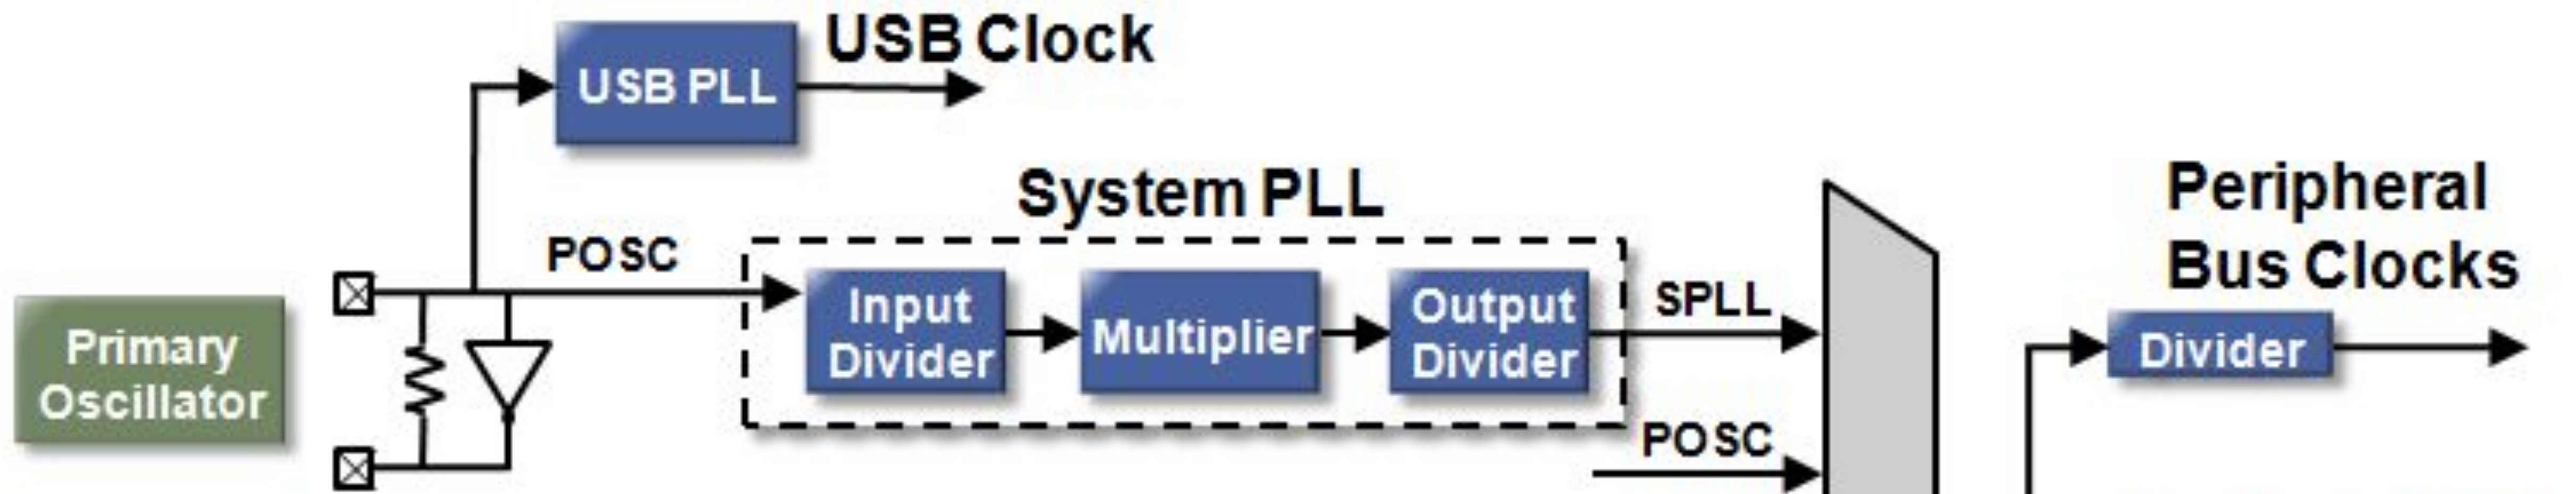 USB PLL
USB Clock
System PLL
POSC
Primary
Oscillator
Input
Divider
Multiplier
Output
Divider
SPLL
POSC
Peripheral
Bus Clocks
Divider